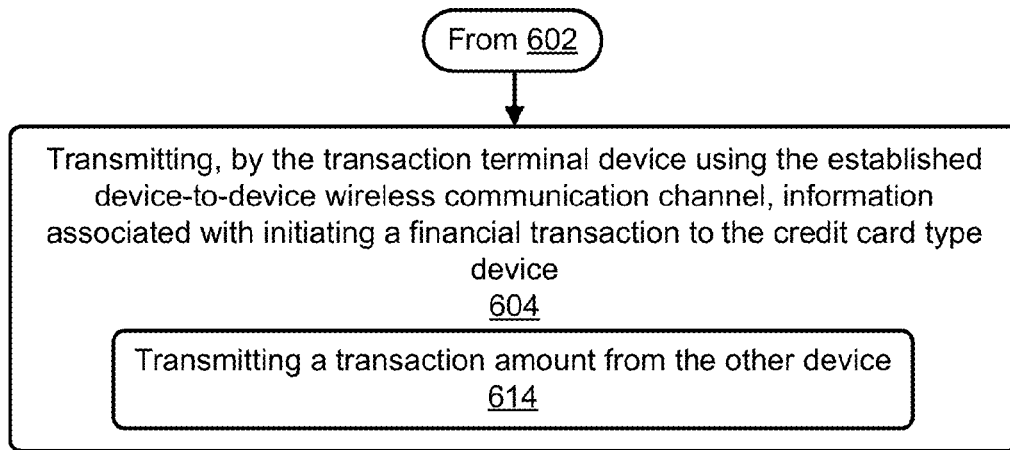 From 602
Transmitting, by the transaction terminal device using the established
device-to-device wireless communication channel, information
associated with initiating a financial transaction to the credit card type
device
604
Transmitting a transaction amount from the other device
614